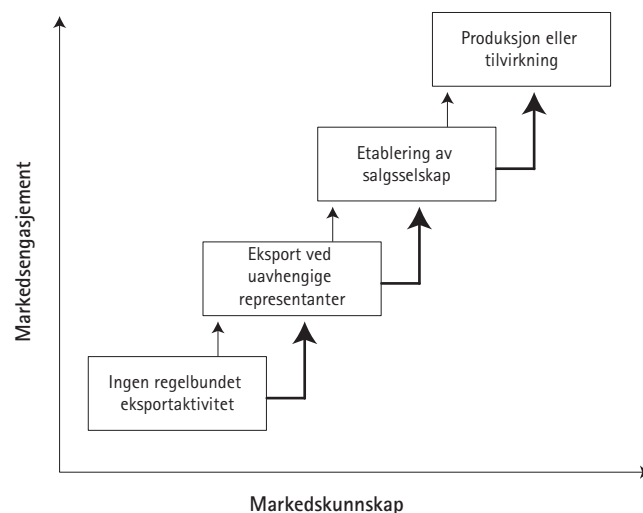 Produksjon eller
tilvirkning
Etablering av
salgsselskap
Eksport ved
uavhengige
representanter
Ingen regelbundet
eksportaktivitet
Markedsengasjement
Markedskunnskap